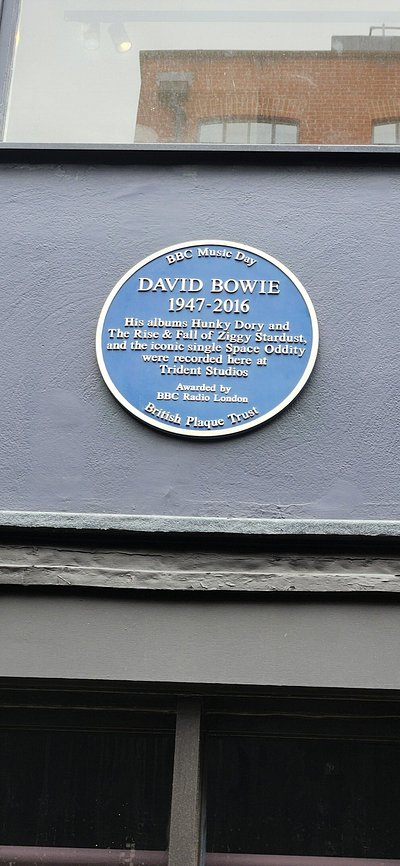 BBC Music Day
DAVID BOWIE
1947-2016
His albums Hunky Dory and
The Rise & Fall of Ziggy Stardust,
and the iconic single Space Oddity
were recorded here at
Trident Studios
Awarded by
BBC Radio London
British Plaque Trust